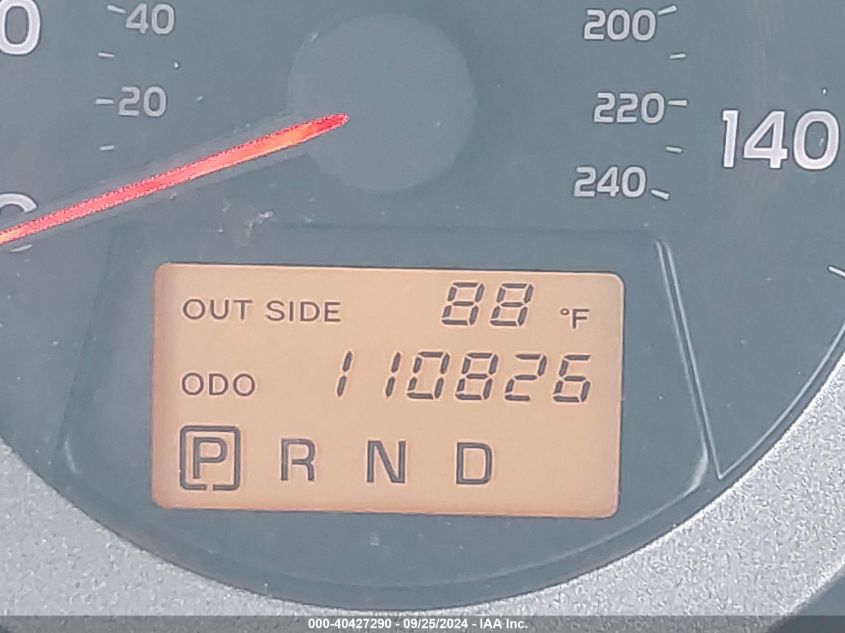 40 200
20 220
140
240
OUT SIDE 88 °F
ODO 110826
P R N D
000-40427290 - 09/25/2024 - IAA Inc.